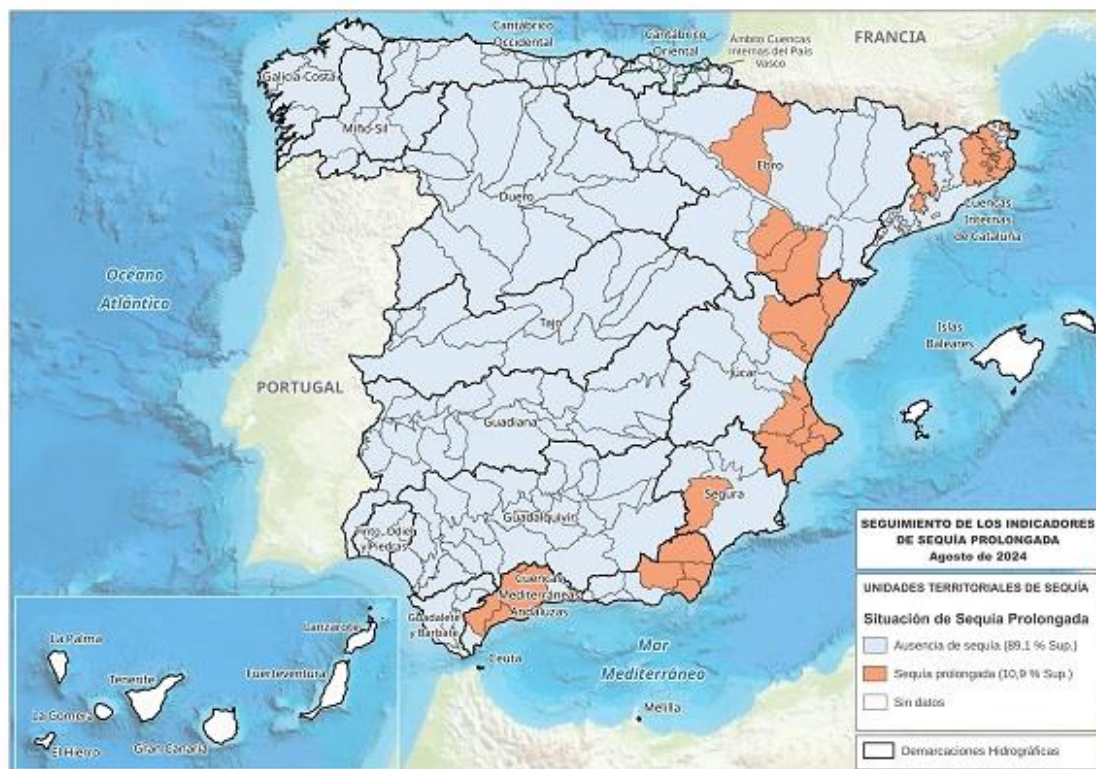 Cantábrico
Occidental
Cantábrico
Oriental
Ámbito Cuencas
Internas del País
Vasco
FRANCIA
Galicia-Costa
Miño-Sil
Ebro
Duero
Cuencas
Internas
de Cataluña
Océano
Atlántico
Tajo
Islas
Baleares
PORTUGAL
Júcar
Guadiana
Segura
Guadalquivir
Tinto, Odiel
y Piedras
Cuencas
Mediterráneas
Andaluzas
Guadalete
y Barbate
Ceuta
Mar
Mediterráneo
Melilla
Lanzarote
La Palma
Fuerteventura
Tenerife
La Gomera
El Hierro
Gran Canaria
SEGUIMIENTO DE LOS INDICADORES
DE SEQUÍA PROLONGADA
Agosto de 2024
UNIDADES TERRITORIALES DE SEQUÍA
Situación de Sequía Prolongada
Ausencia de sequía (89,1 % Sup.)
Sequía prolongada (10,9 % Sup.)
Sin datos
Demarcaciones Hidrográficas